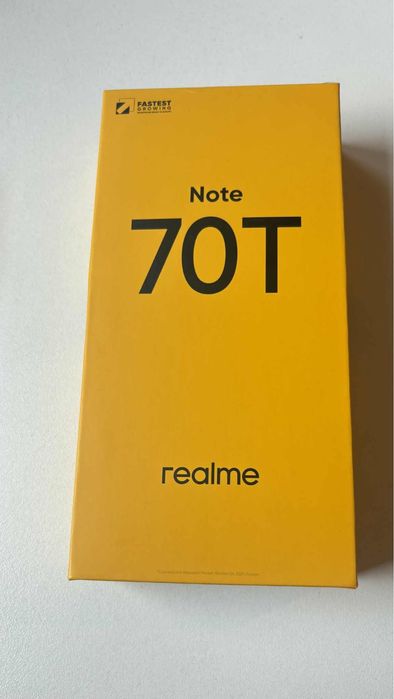 FASTEST
GROWING
Note
70T
realme